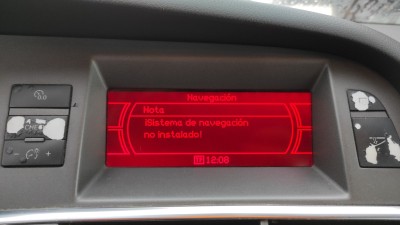 Navegación
Nota
¡Sistema de navegación
no instalado!
12:08